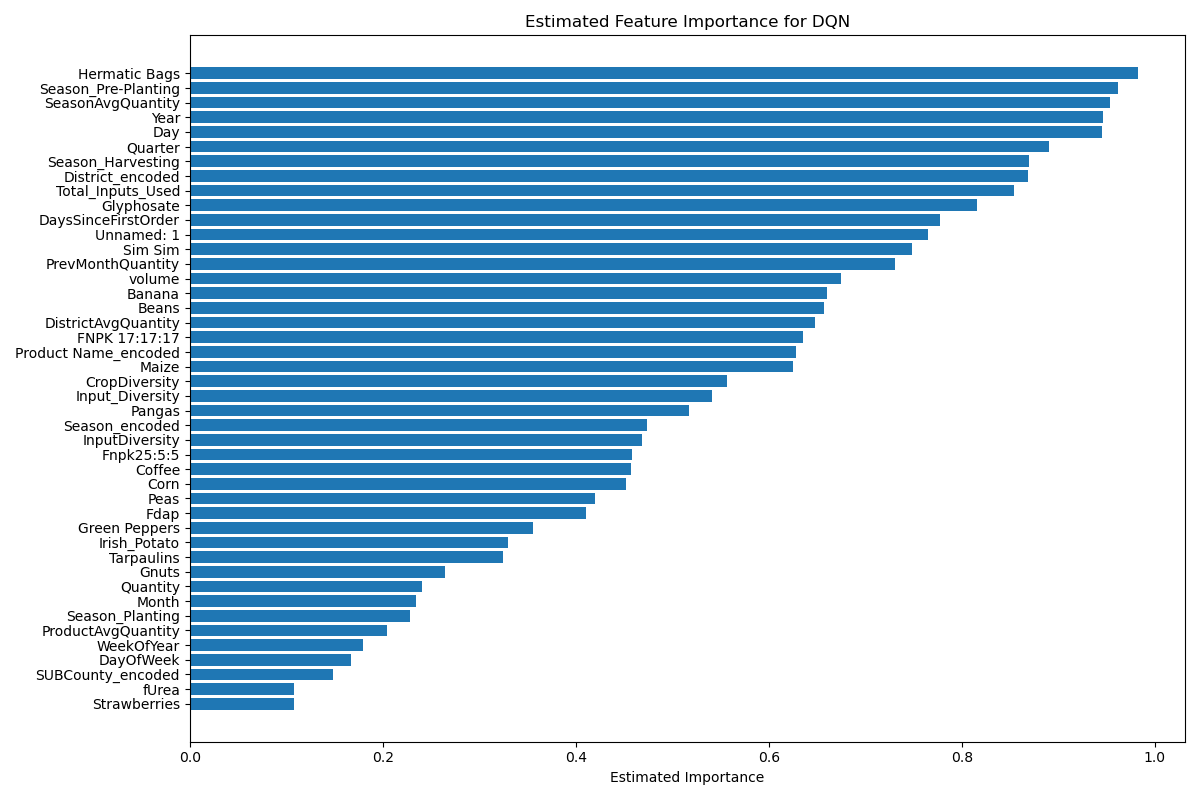 Estimated Feature Importance for DQN
Hermatic Bags
Season_Pre-Planting
SeasonAvgQuantity
Year
Day
Quarter
Season_Harvesting
District_encoded
Total_Inputs_Used
Glyphosate
DaysSinceFirstOrder
Unnamed: 1
Sim Sim
PrevMonthQuantity
volume
Banana
Beans
DistrictAvgQuantity
FNPK 17:17:17
Product Name_encoded
Maize
CropDiversity
Input_Diversity
Pangas
Season_encoded
InputDiversity
Fnpk25:5:5
Coffee
Corn
Peas
Fdap
Green Peppers
Irish_Potato
Tarpaulins
Gnuts
Quantity
Month
Season_Planting
ProductAvgQuantity
WeekOfYear
DayOfWeek
SUBCounty_encoded
fUrea
Strawberries
0.0 0.2 0.4 0.6 0.8 1.0
Estimated Importance